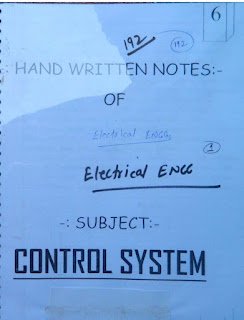 6
192
192
HAND WRITTEN NOTES:-
OF
Electrical ENGG
1
Electrical ENGG
-: SUBJECT:-
CONTROL SYSTEM